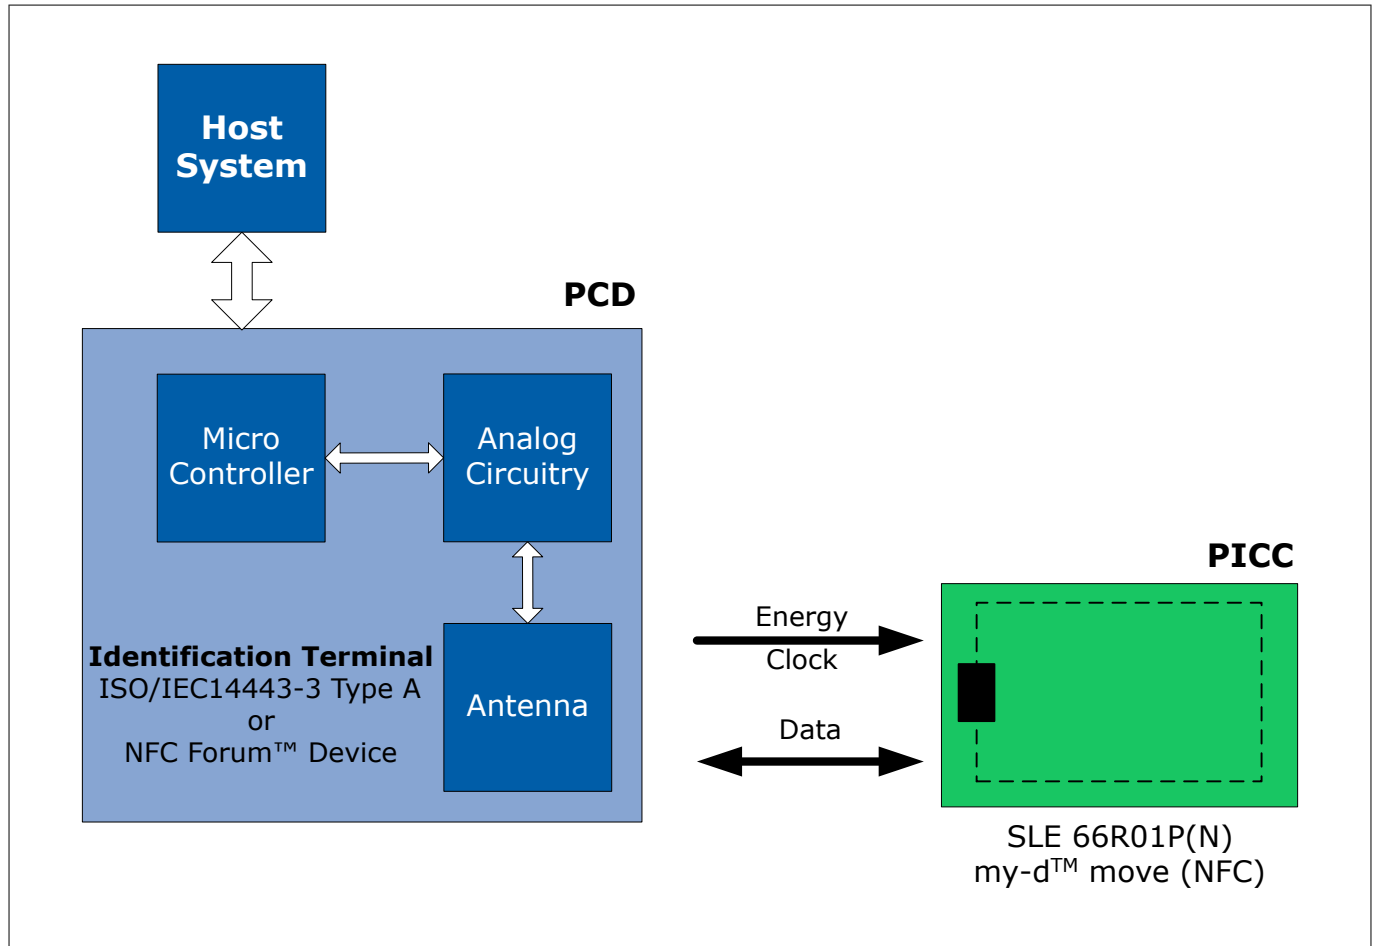 Host
System
PCD
Micro
Controller
Analog
Circuitry
Identification Terminal
ISO/IEC14443-3 Type A
or
NFC Forum™ Device
Antenna
Energy
Clock
Data
PICC
SLE 66R01P(N)
my-d™ move (NFC)